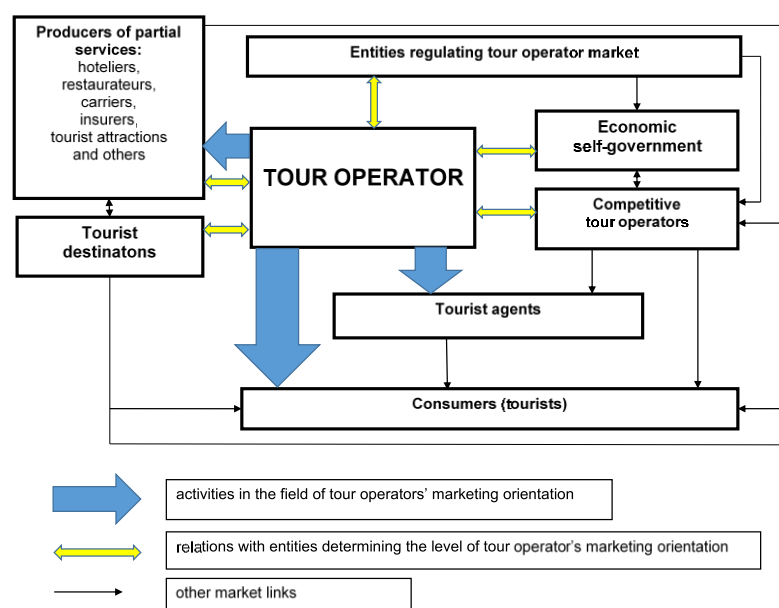 Producers of partial
services:
hoteliers,
restaurateurs,
carriers,
insurers,
tourist attractions
and others
Entities regulating tour operator market
Economic
self-government
TOUR OPERATOR
Competitive
tour operators
Tourist
destinatons
Tourist agents
Consumers (tourists)
activities in the field of tour operators’ marketing orientation
relations with entities determining the level of tour operator’s marketing orientation
other market links